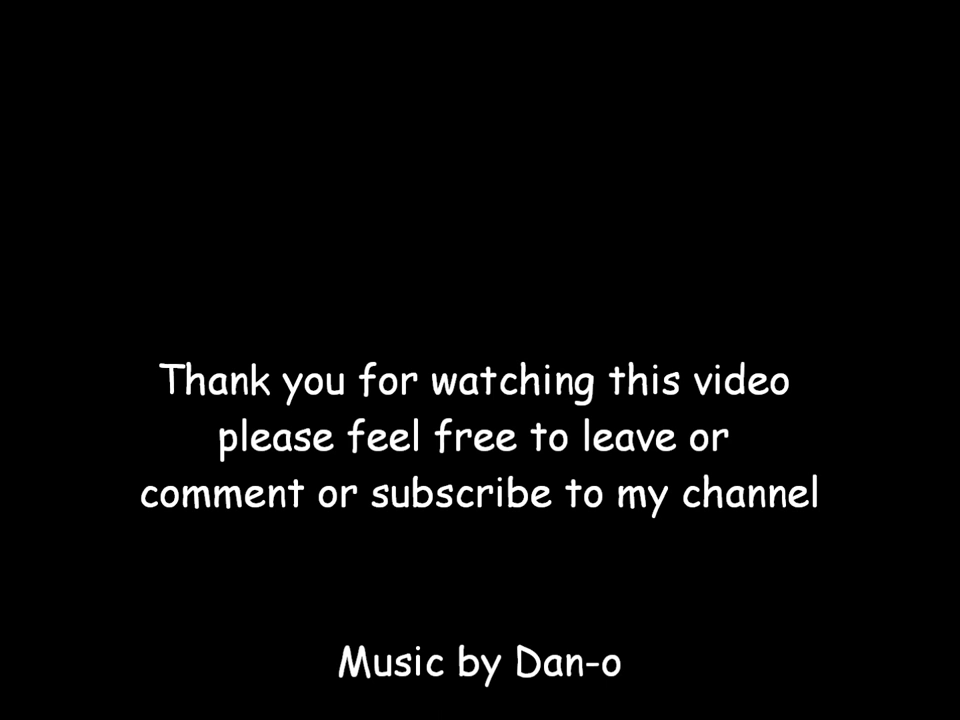 Thank you for watching this video
please feel free to leave or
comment or subscribe to my channel
Music by Dan-o